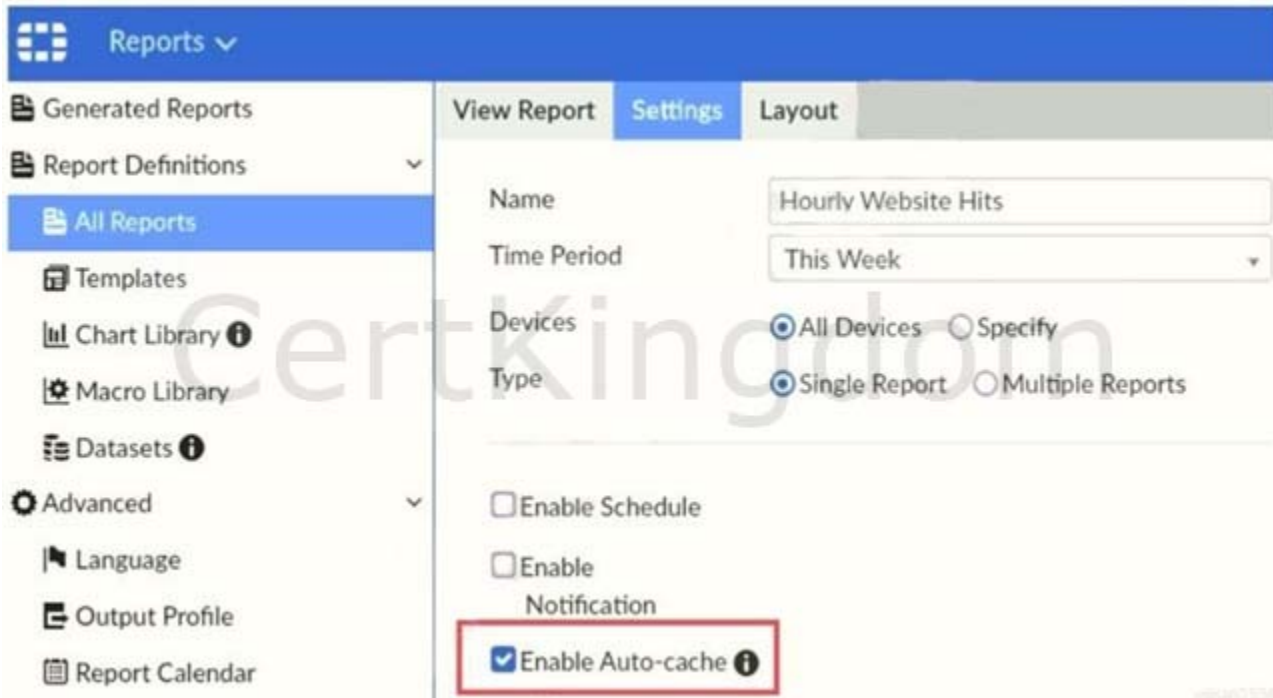 Reports
Generated Reports
Report Definitions
All Reports
Templates
Chart Library
Macro Library
Datasets
Advanced
Language
Output Profile
Report Calendar
View Report Settings Layout
Name Hourly Website Hits
Time Period This Week
Devices All Devices Specify
Type Single Report Multiple Reports
Enable Schedule
Enable
Notification
Enable Auto-cache
CertKingdom